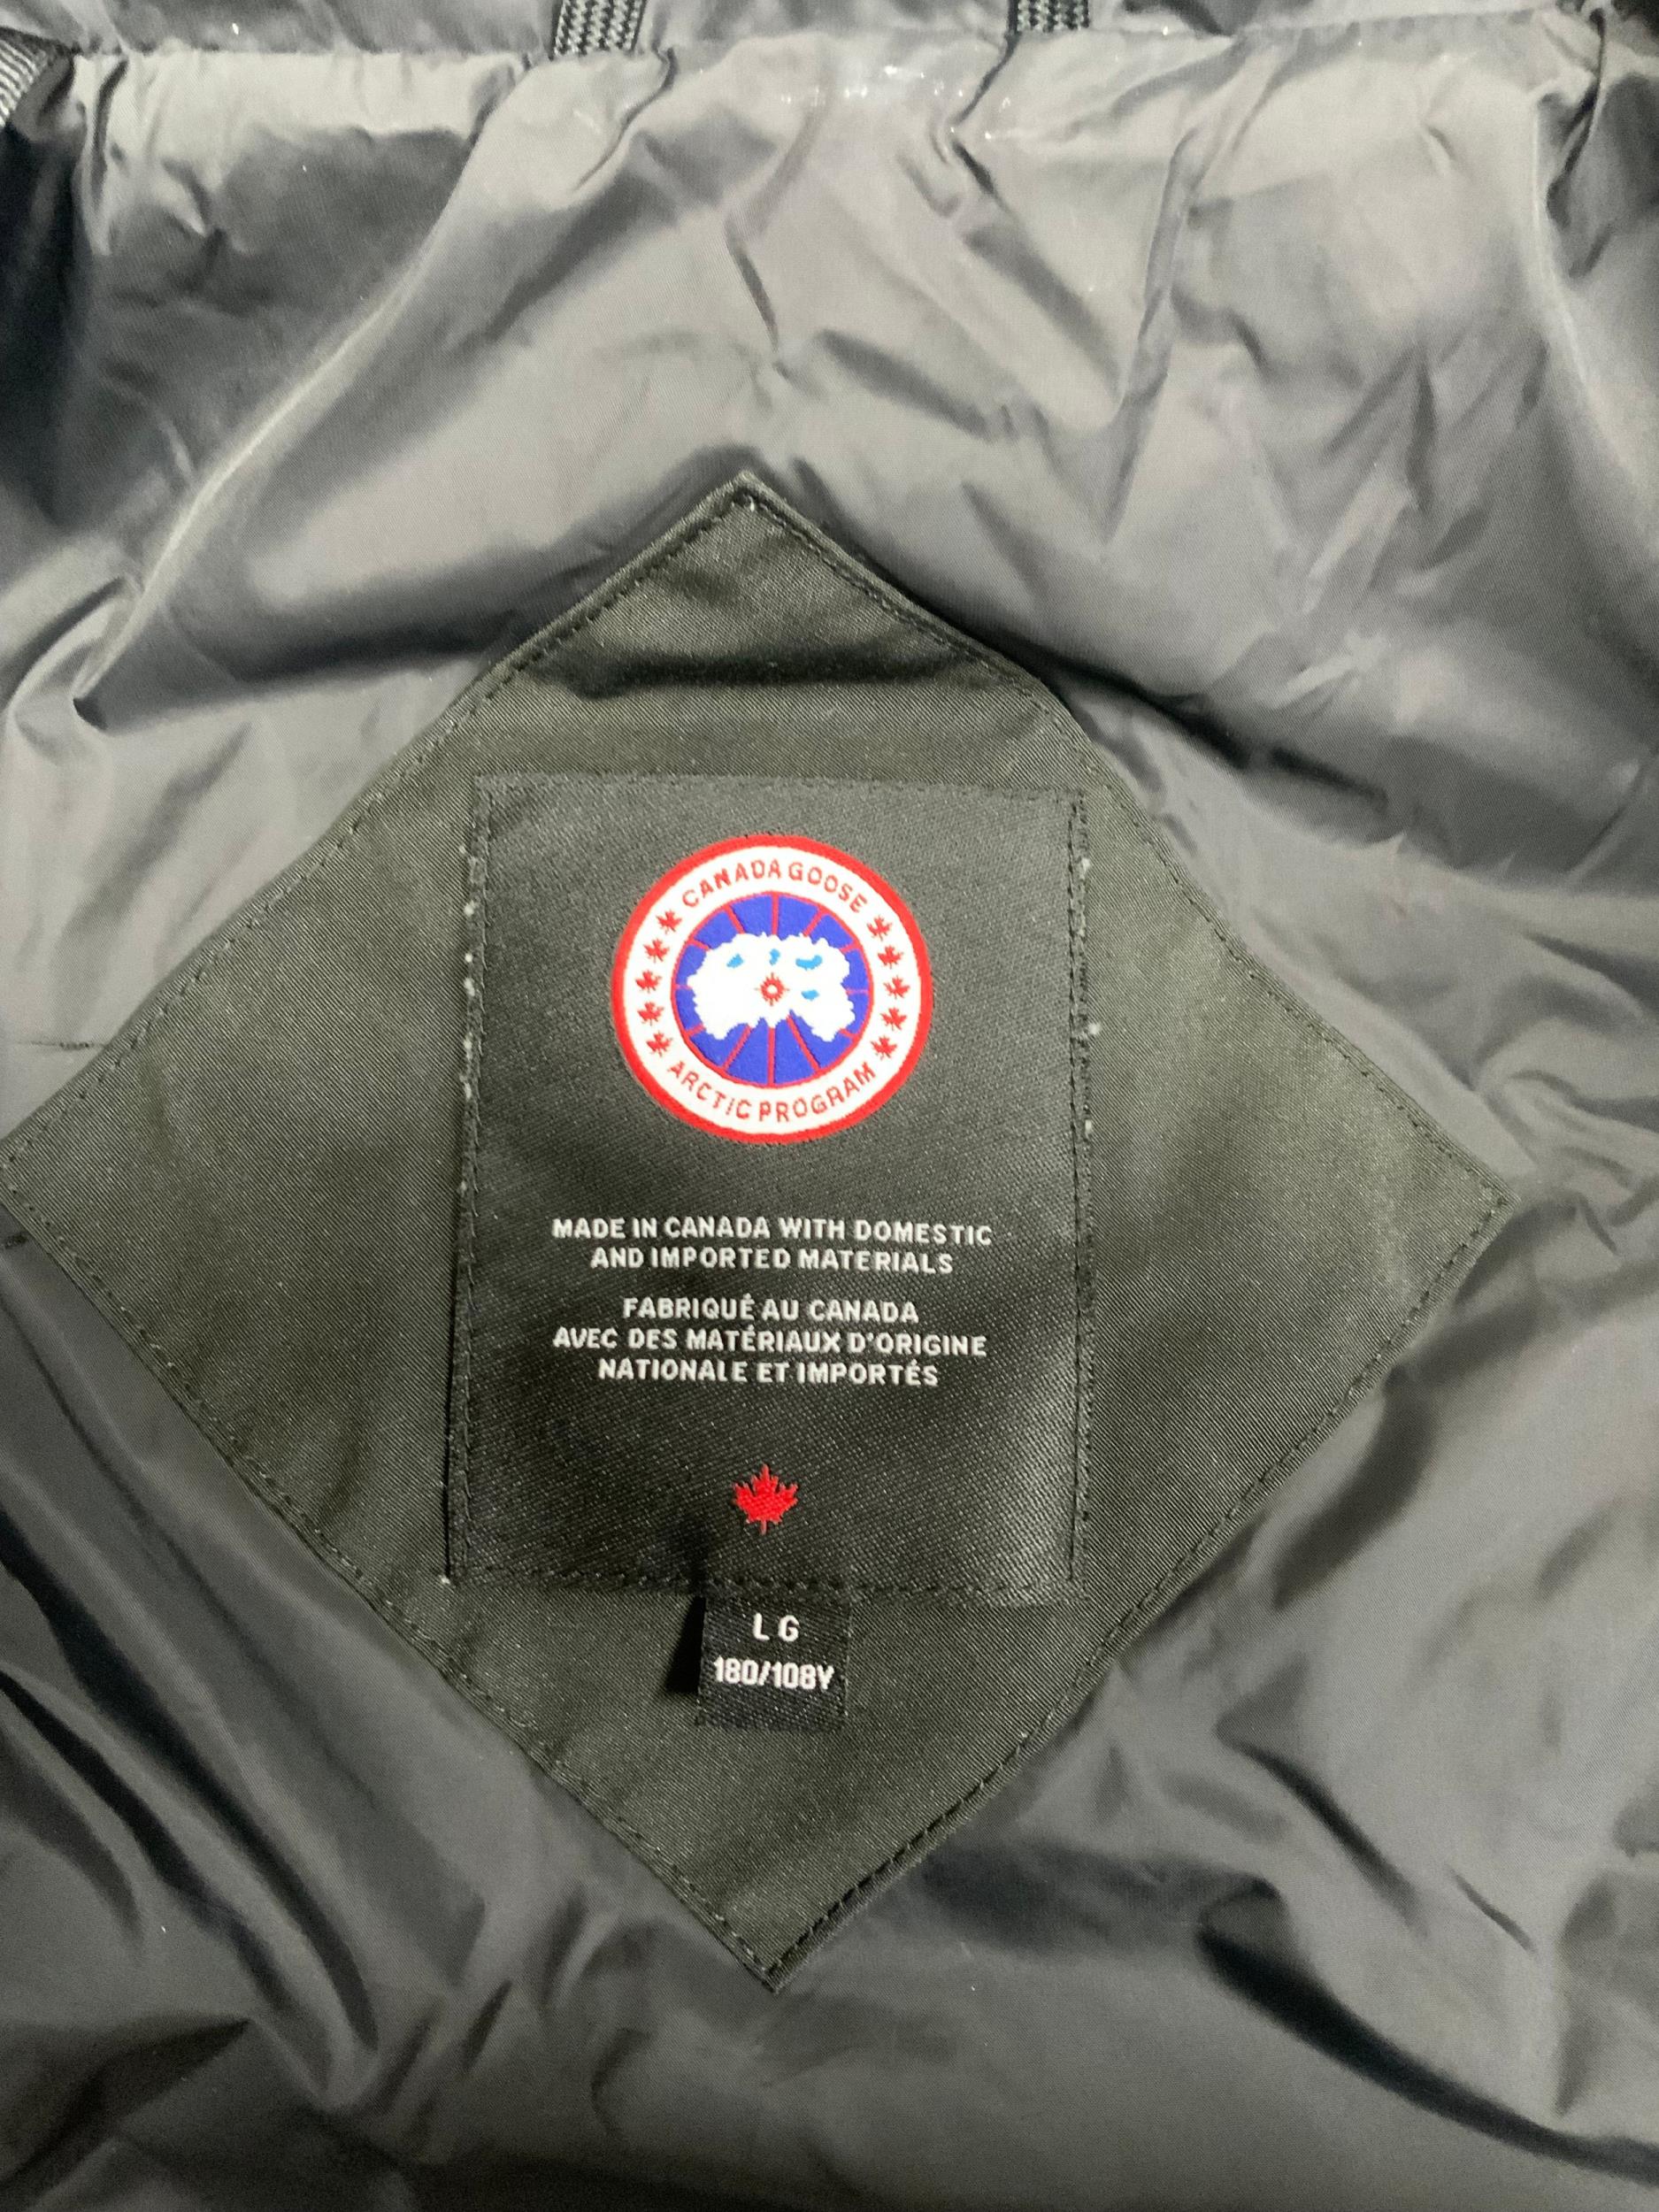 CANADA GOOSE
ARCTIC PROGRAM
MADE IN CANADA WITH DOMESTIC
AND IMPORTED MATERIALS
FABRIQUÉ AU CANADA
AVEC DES MATÉRIAUX D'ORIGINE
NATIONALE ET IMPORTÉS
LG
180/108Y